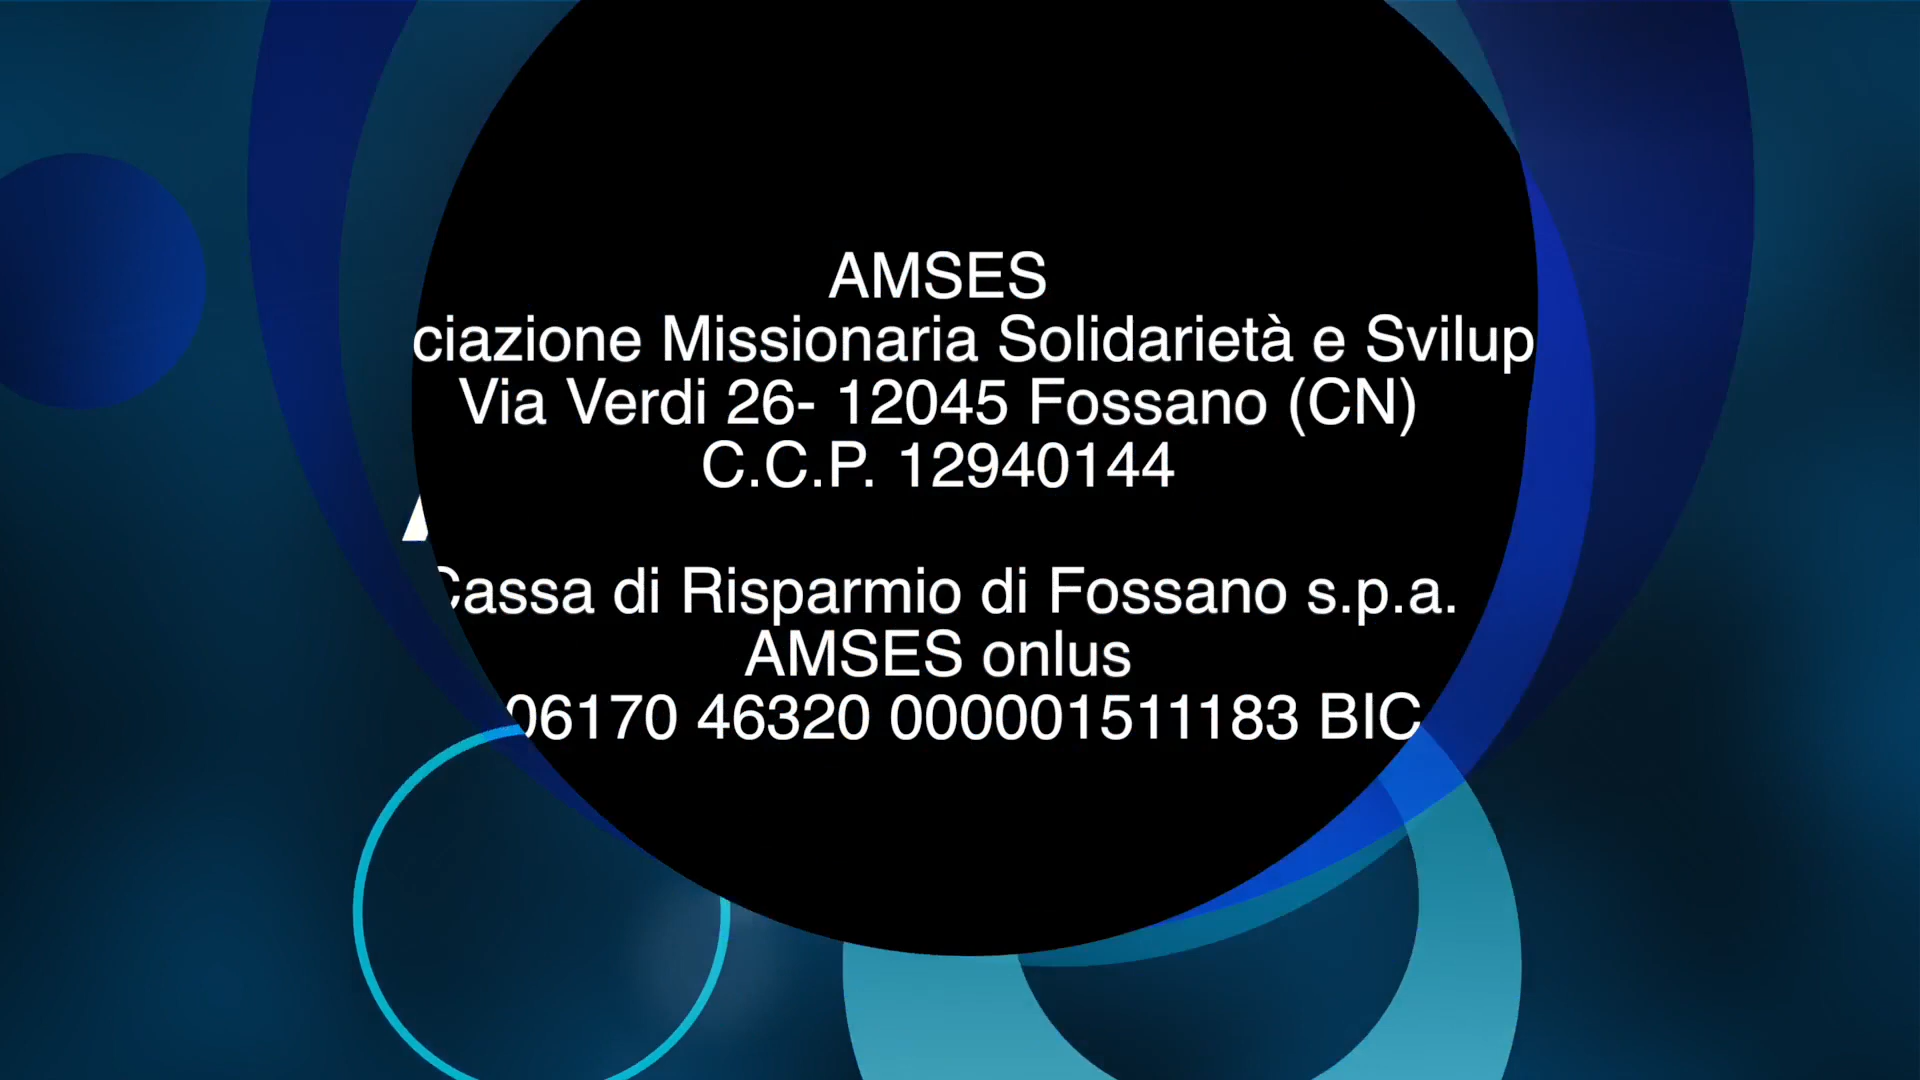 AMSES
ciazione Missionaria Solidarietà e Svilup
Via Verdi 26- 12045 Fossano (CN)
C.C.P. 12940144
Cassa di Risparmio di Fossano s.p.a.
AMSES onlus
06170 46320 000001511183 BIC